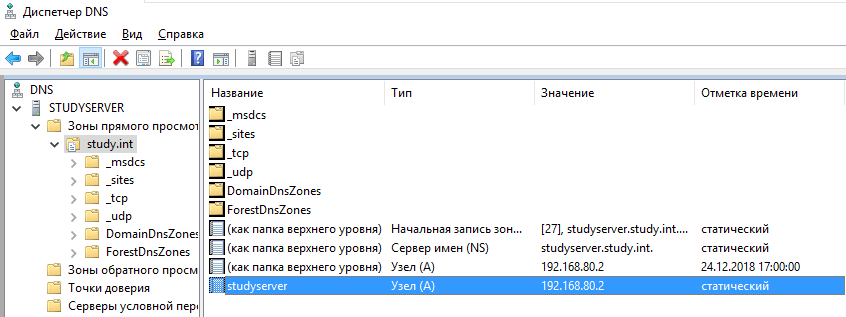 Диспетчер DNS
Файл Действие Вид Справка
DNS
STUDYSERVER
Зоны прямого просмот
study.int
_msdcs
_sites
_tcp
_udp
DomainDnsZones
ForestDnsZones
Зоны обратного просм
Точки доверия
Серверы условной пер
Название Тип Значение Отметка времени
_msdcs
_sites
_tcp
_udp
DomainDnsZones
ForestDnsZones
(как папка верхнего уровня) Начальная запись зон... [27], studyserver.study.int.... статический
(как папка верхнего уровня) Сервер имен (NS) studyserver.study.int. статический
(как папка верхнего уровня) Узел (A) 192.168.80.2 24.12.2018 17:00:00
studyserver Узел (A) 192.168.80.2 статический